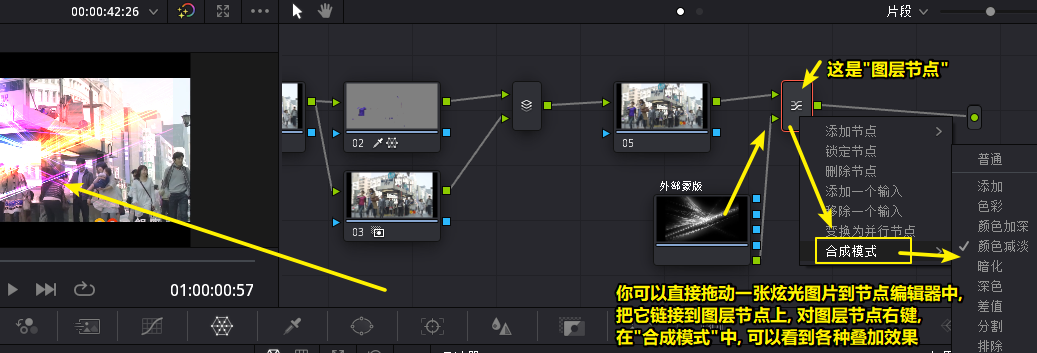 00:00:42:26
片段
这是"图层节点"
02
05
外部蒙版
03
添加节点
锁定节点
删除节点
添加一个输入
移除一个输入
变换为并行节点
合成模式
普通
添加
色彩
颜色加深
颜色减淡
暗化
深色
差值
分割
排除
01:00:00:57
你可以直接拖动一张炫光图片到节点编辑器中,
把它链接到图层节点上, 对图层节点右键,
在"合成模式"中, 可以看到各种叠加效果